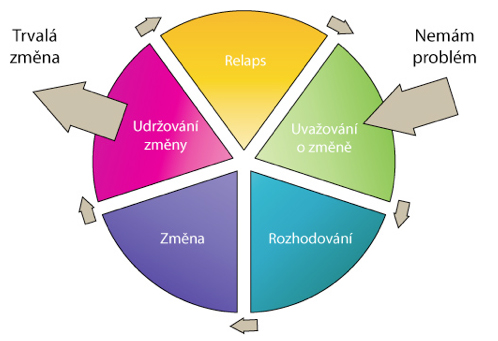 Trvalá
změna
Nemám
problém
Relaps
Udržování
změny
Uvažování
o změně
Změna
Rozhodování